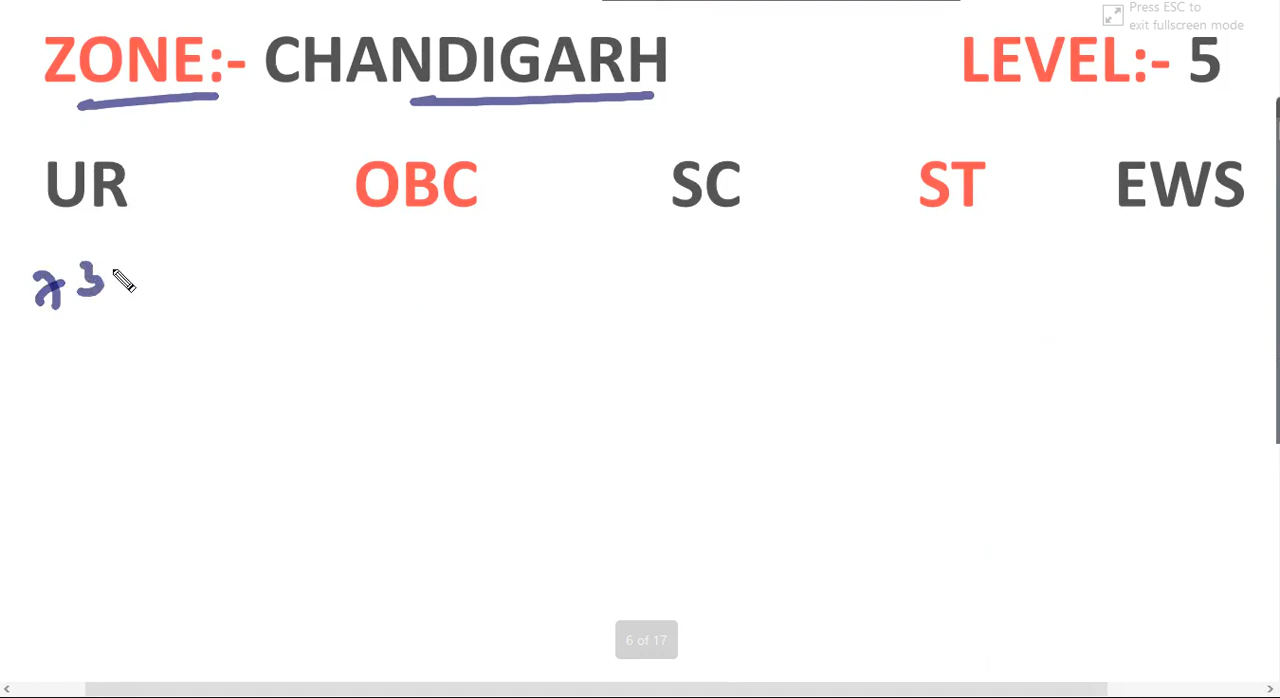 Press ESC to
exit fullscreen mode
ZONE:- CHANDIGARH LEVEL:- 5
UR OBC SC ST EWS
73
6 of 17